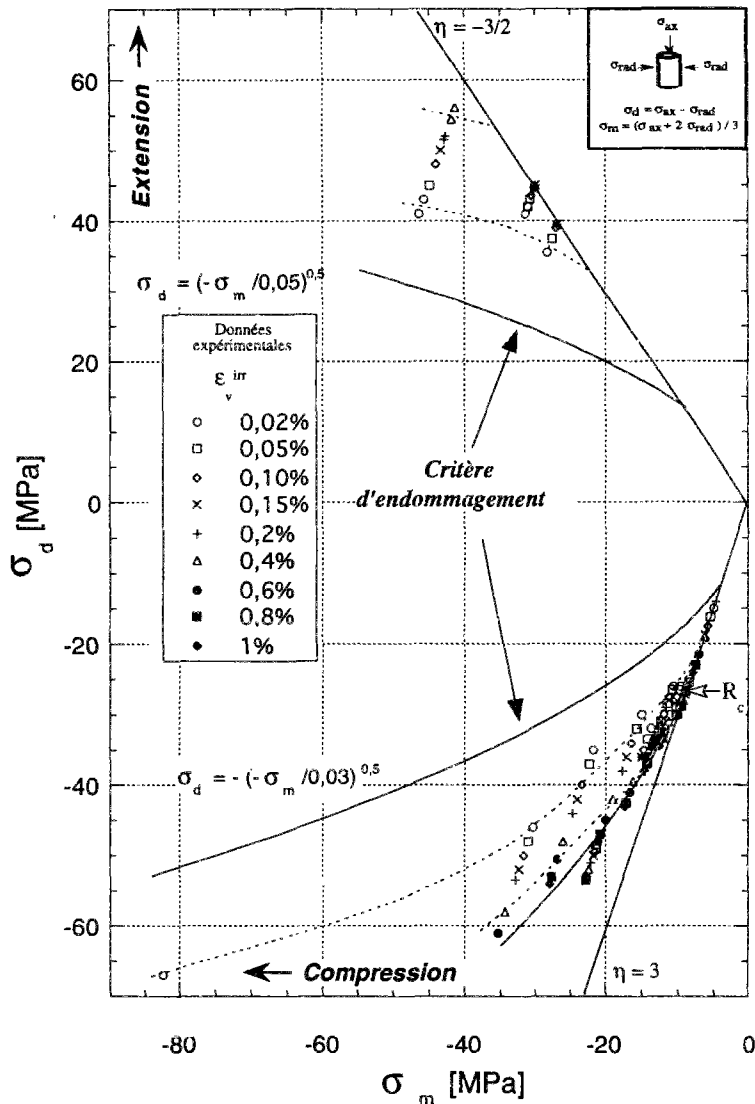 η = -3/2
σax
σrad
σrad
σd = σax - σrad
σm = (σax + 2 σrad ) / 3
Extension
σd = (-σm /0,05)^0,5
Données
expérimentales
εv^irr
0,02%
0,05%
0,10%
0,15%
0,2%
0,4%
0,6%
0,8%
1%
Critère
d'endommagement
Rc
σd = - (-σm /0,03)^0,5
Compression
η = 3
60
40
20
0
-20
-40
-60
σd [MPa]
-80
-60
-40
-20
0
σm [MPa]